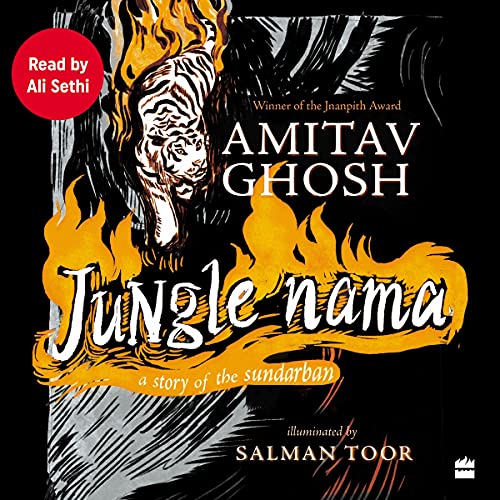 Read by
Ali Sethi
Winner of the Jnanpith Award
AMITAV
GHOSH
Jungle nama
a story of the sundarban
illuminated by
SALMAN TOOR